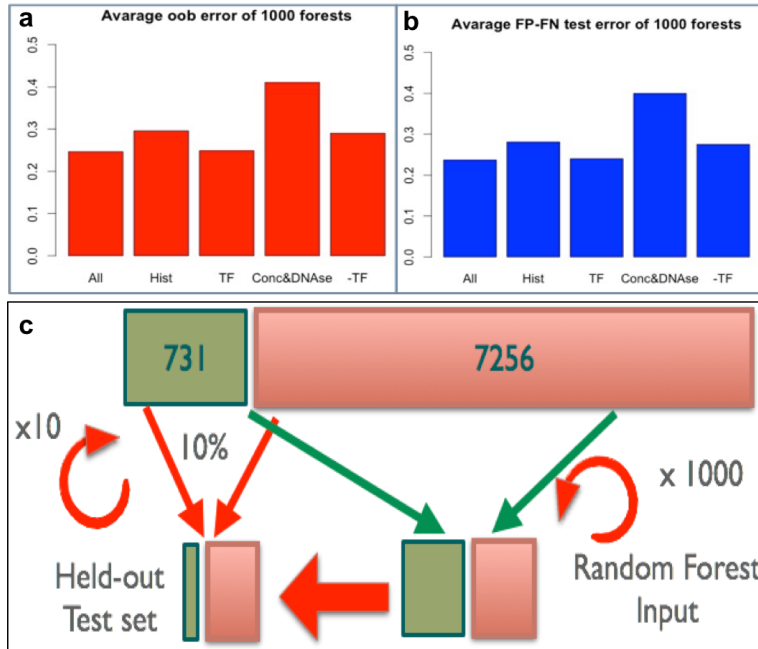 a
Avarage oob error of 1000 forests
0.5
0.4
0.3
0.2
0.1
0.0
All Hist TF Conc&DNAse -TF
b
Avarage FP-FN test error of 1000 forests
0.5
0.4
0.3
0.2
0.1
0.0
All Hist TF Conc&DNAse -TF
c
731
7256
x10
10%
x 1000
Held-out
Test set
Random Forest
Input